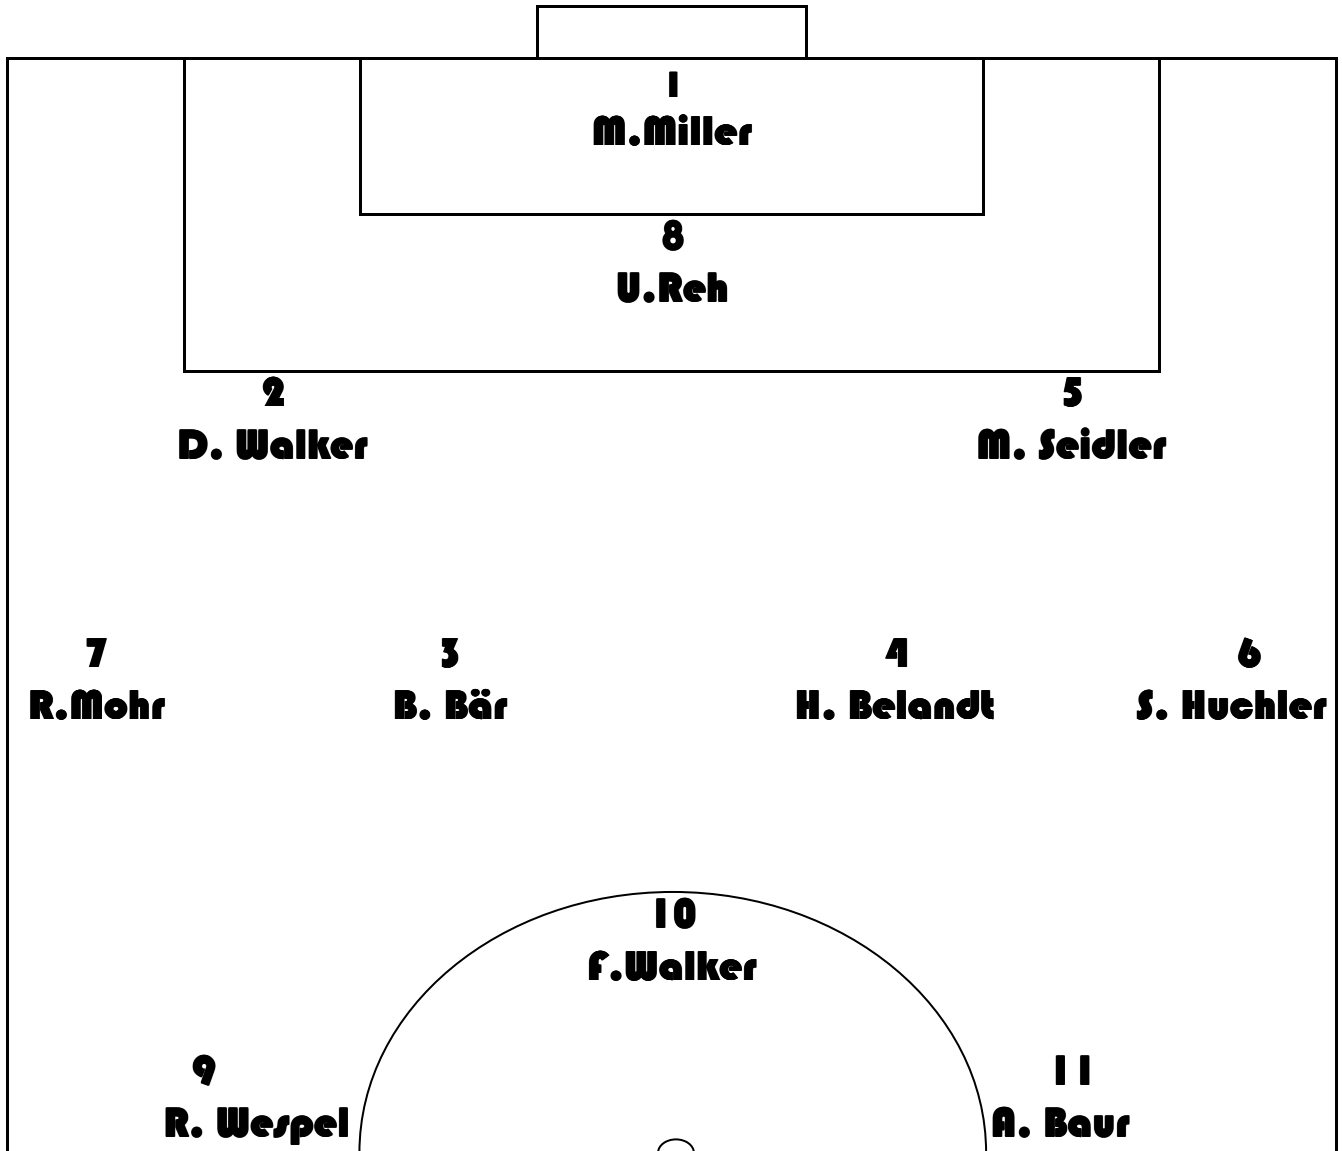 1
M.Miller
8
U.Reh
2 5
D. Walker M. Seidler
7 3 4 6
R.Mohr B. Bär H. Belandt S. Huchler
10
F.Walker
9 11
R. Wespel A. Baur